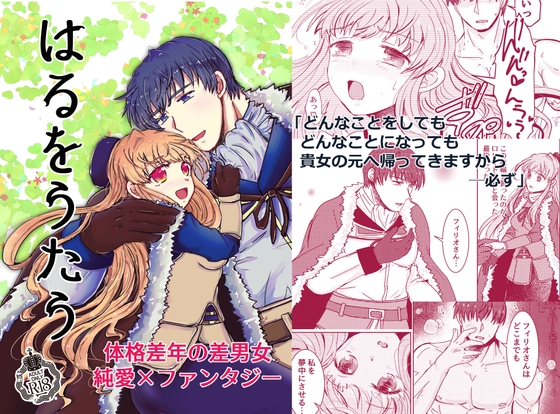 はるをうたう
体格差年の差男女
純愛×ファンタジー
ADULT
R18
「どんなことをしても
どんなことになっても
貴女の元へ帰ってきますから
―必ず」
フィリオさん…
フィリオさんは
どこまでも
私を
夢中にさせる…